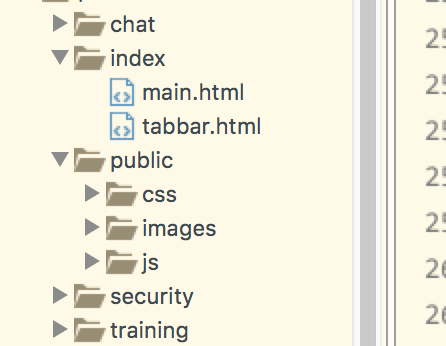 chat
index
main.html
tabbar.html
public
css
images
js
security
training